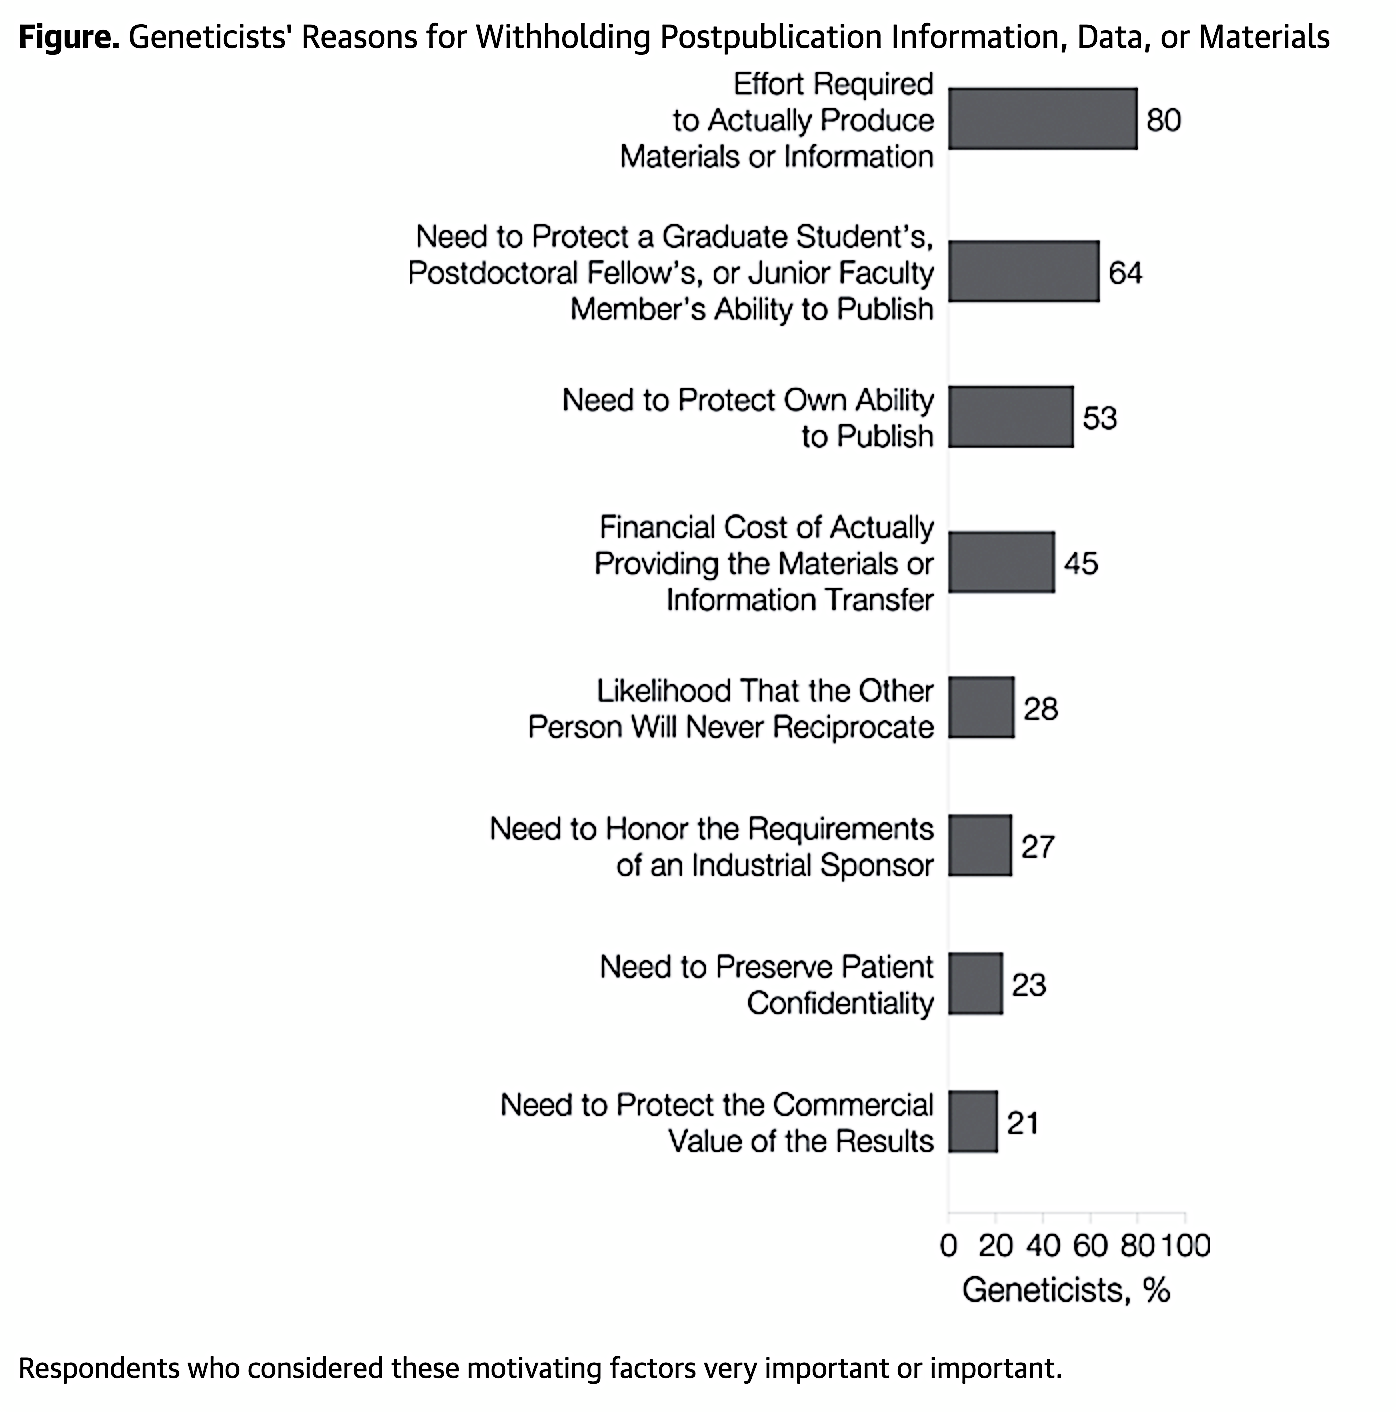 Figure. Geneticists' Reasons for Withholding Postpublication Information, Data, or Materials
Effort Required
to Actually Produce
Materials or Information
80
Need to Protect a Graduate Student’s,
Postdoctoral Fellow’s, or Junior Faculty
Member’s Ability to Publish
64
Need to Protect Own Ability
to Publish
53
Financial Cost of Actually
Providing the Materials or
Information Transfer
45
Likelihood That the Other
Person Will Never Reciprocate
28
Need to Honor the Requirements
of an Industrial Sponsor
27
Need to Preserve Patient
Confidentiality
23
Need to Protect the Commercial
Value of the Results
21
0 20 40 60 80 100
Geneticists, %
Respondents who considered these motivating factors very important or important.